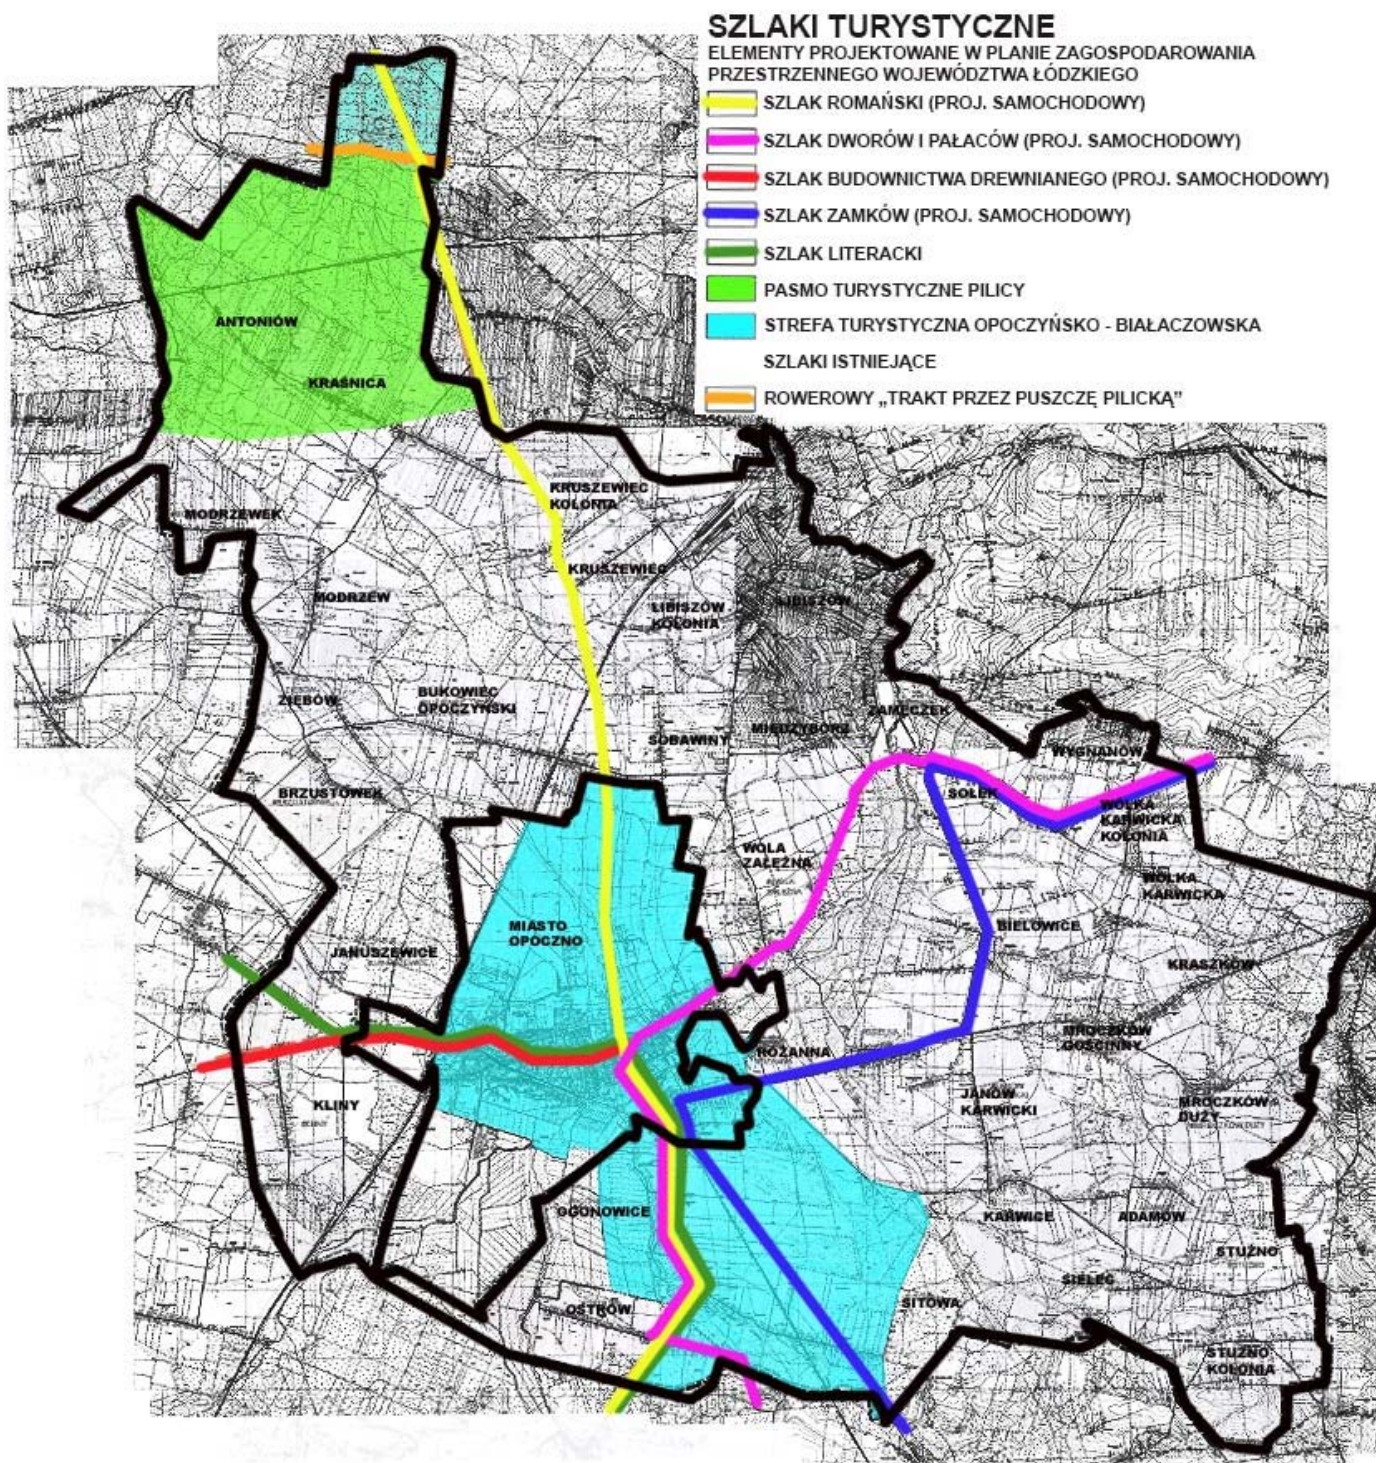 SZLAKI TURYSTYCZNE
ELEMENTY PROJEKTOWANE W PLANIE ZAGOSPODAROWANIA
PRZESTRZENNEGO WOJEWÓDZTWA ŁÓDZKIEGO
SZLAK ROMAŃSKI (PROJ. SAMOCHODOWY)
SZLAK DWORÓW I PAŁACÓW (PROJ. SAMOCHODOWY)
SZLAK BUDOWNICTWA DREWNIANEGO (PROJ. SAMOCHODOWY)
SZLAK ZAMKÓW (PROJ. SAMOCHODOWY)
SZLAK LITERACKI
PASMO TURYSTYCZNE PILICY
STREFA TURYSTYCZNA OPOCZYŃSKO - BIAŁACZOWSKA
SZLAKI ISTNIEJĄCE
ROWEROWY „TRAKT PRZEZ PUSZCZĘ PILICKĄ”
ANTONIÓW
KRAŚNICA
KRUSZEWIEC
KOLONIA
MODRZEWEK
KRUSZEWIEC
MODRZEW
LIBISZÓW
KOLONIA
LIBISZÓW
ZIĘBÓW
BUKOWIEC
OPOCZYŃSKI
SOBAWINY
MIĘDZYBÓRZ
ZAMECZEK
WYGNANÓW
BRZUSTÓWEK
SOŁEK
WÓLKA
KARWICKA
KOLONIA
WOLA
ZAŁĘŻNA
WÓLKA
KARWICKA
MIASTO
OPOCZNO
BIELOWICE
JANUSZEWICE
KRASZKÓW
MROCZKÓW
GOŚCINNY
RÓŻANNA
KLINY
JANÓW
KARWICKI
MROCZKÓW
DUŻY
OGONOWICE
KARWICE
ADAMÓW
STUŻNO
SIELEC
OSTRÓW
SITOWA
STUŻNO
KOLONIA